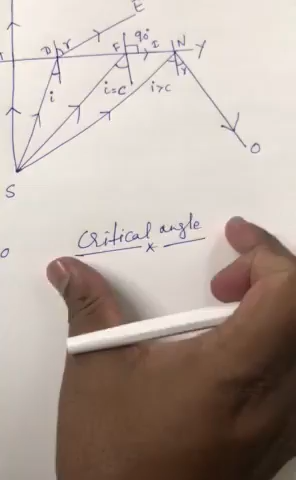 E
D r F 90° I N Y
i i=c i>c r
S O
Critical angle
x